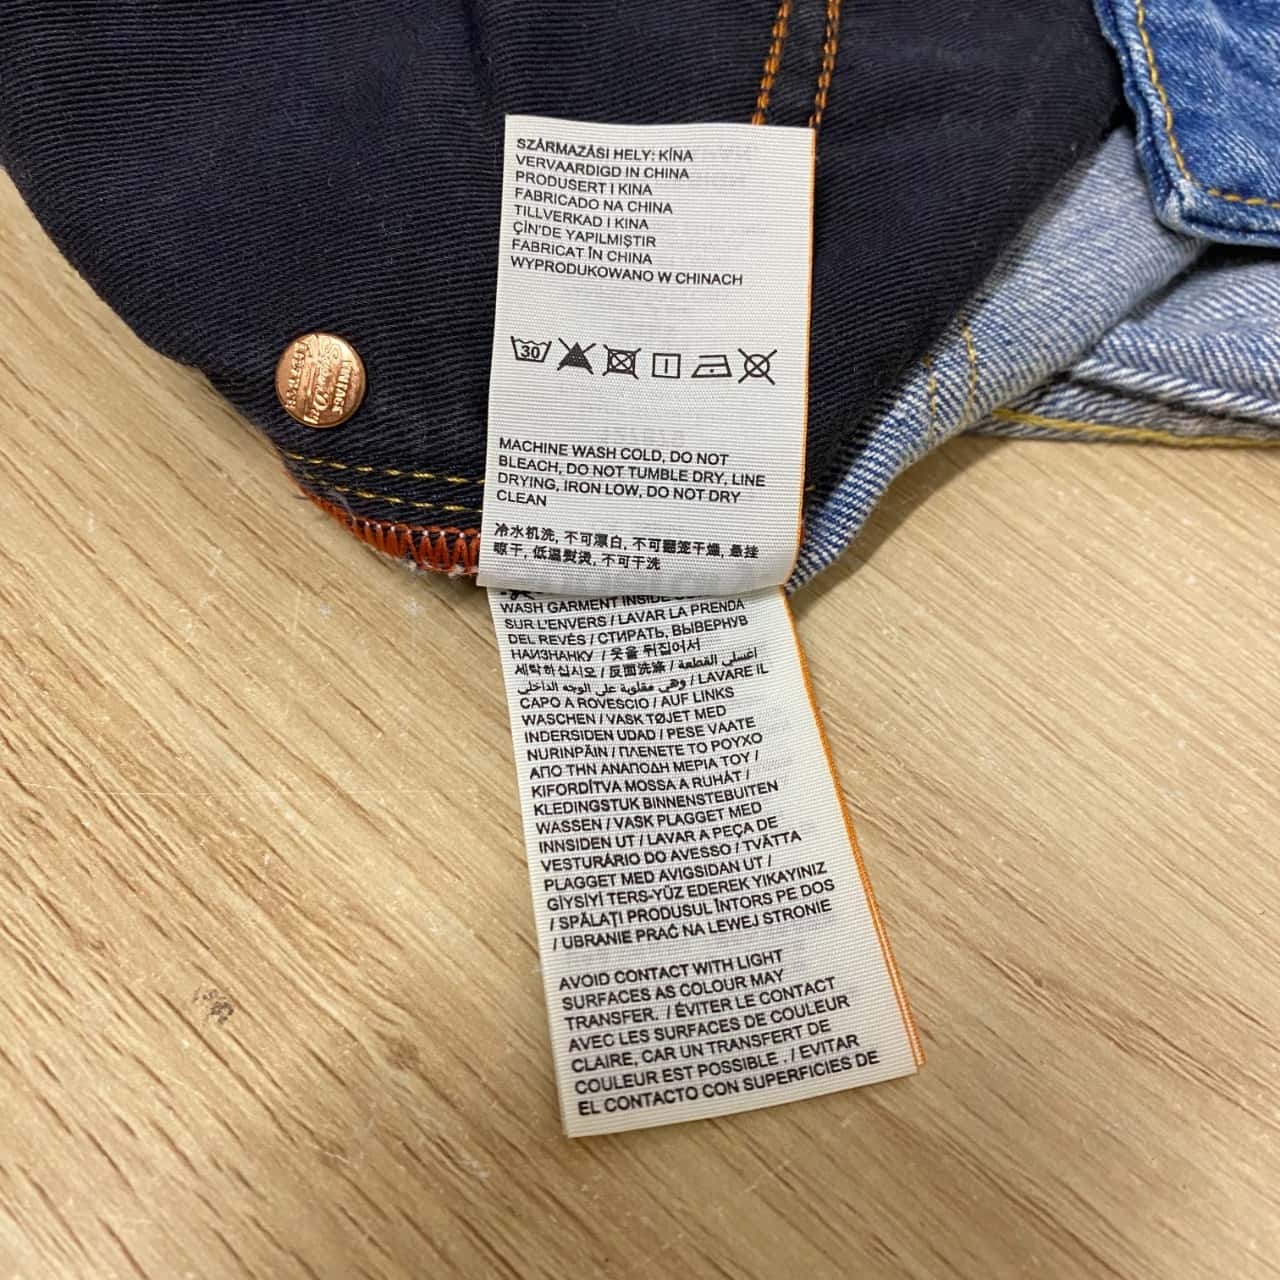 SZÁRMAZÁSI HELY: KÍNA
VERVAARDIGD IN CHINA
PRODUSERT I KINA
FABRICADO NA CHINA
TILLVERKAD I KINA
ÇİN'DE YAPILMIŞTIR
FABRICAT ÎN CHINA
WYPRODUKOWANO W CHINACH
30
MACHINE WASH COLD, DO NOT
BLEACH, DO NOT TUMBLE DRY, LINE
DRYING, IRON LOW, DO NOT DRY
CLEAN
冷水机洗, 不可漂白, 不可翻笼干燥, 悬挂
晾干, 低温熨烫, 不可干洗
WASH GARMENT INSIDE
SUR L'ENVERS / LAVAR LA PRENDA
DEL REVÉS / СТИРАТЬ, ВЫВЕРНУВ
НАИЗНАНКУ / 옷을 뒤집어서
세탁하십시오 / 反面洗涤 / اغسلي القطعة
وهي مقلوبة على الوجه الداخلي / LAVARE IL
CAPO A ROVESCIO / AUF LINKS
WASCHEN / VASK TØJET MED
INDERSIDEN UDAD / PESE VAATE
NURINPÄIN / ΠΛΕΝΕΤΕ ΤΟ ΡΟΥΧΟ
ΑΠΟ ΤΗΝ ΑΝΑΠΟΔΗ ΜΕΡΙΑ ΤΟΥ /
KIFORDÍTVA MOSSA A RUHÁT /
KLEDINGSTUK BINNENSTEBUITEN
WASSEN / VASK PLAGGET MED
INNSIDEN UT / LAVAR A PEÇA DE
VESTURÁRIO DO AVESSO / TVÄTTA
PLAGGET MED AVIGSIDAN UT /
GİYSİYİ TERS-YÜZ EDEREK YIKAYINIZ
/ SPĂLAȚI PRODUSUL ÎNTORS PE DOS
/ UBRANIE PRAĆ NA LEWEJ STRONIE
AVOID CONTACT WITH LIGHT
SURFACES AS COLOUR MAY
TRANSFER. / ÉVITER LE CONTACT
AVEC LES SURFACES DE COULEUR
CLAIRE, CAR UN TRANSFERT DE
COULEUR EST POSSIBLE . / EVITAR
EL CONTACTO CON SUPERFICIES DE